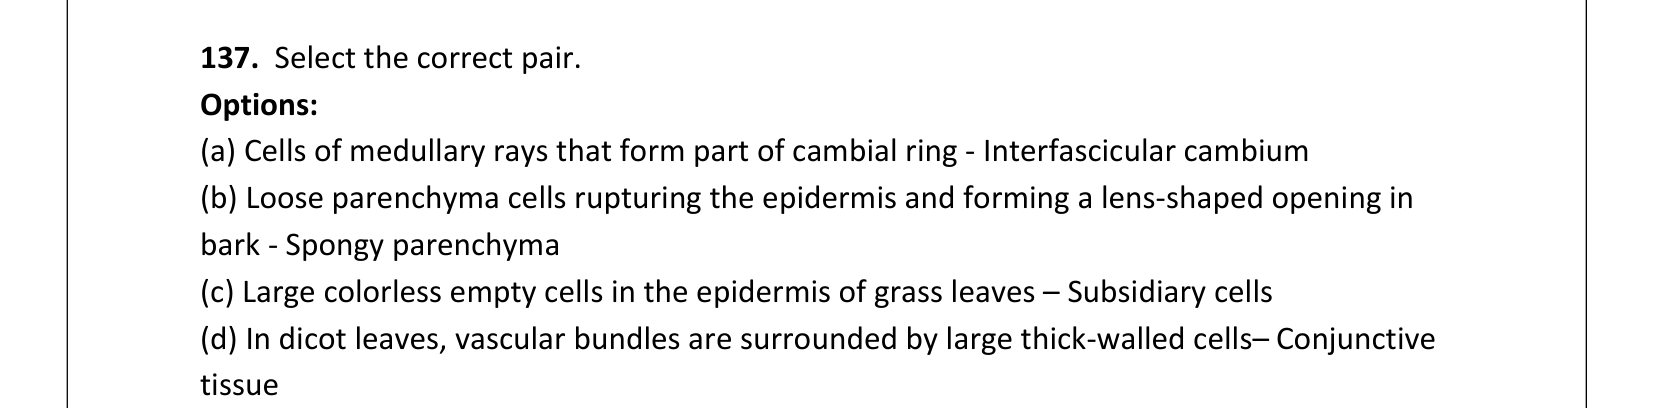 137. Select the correct pair.
Options:
(a) Cells of medullary rays that form part of cambial ring - Interfascicular cambium
(b) Loose parenchyma cells rupturing the epidermis and forming a lens-shaped opening in
bark - Spongy parenchyma
(c) Large colorless empty cells in the epidermis of grass leaves – Subsidiary cells
(d) In dicot leaves, vascular bundles are surrounded by large thick-walled cells– Conjunctive
tissue